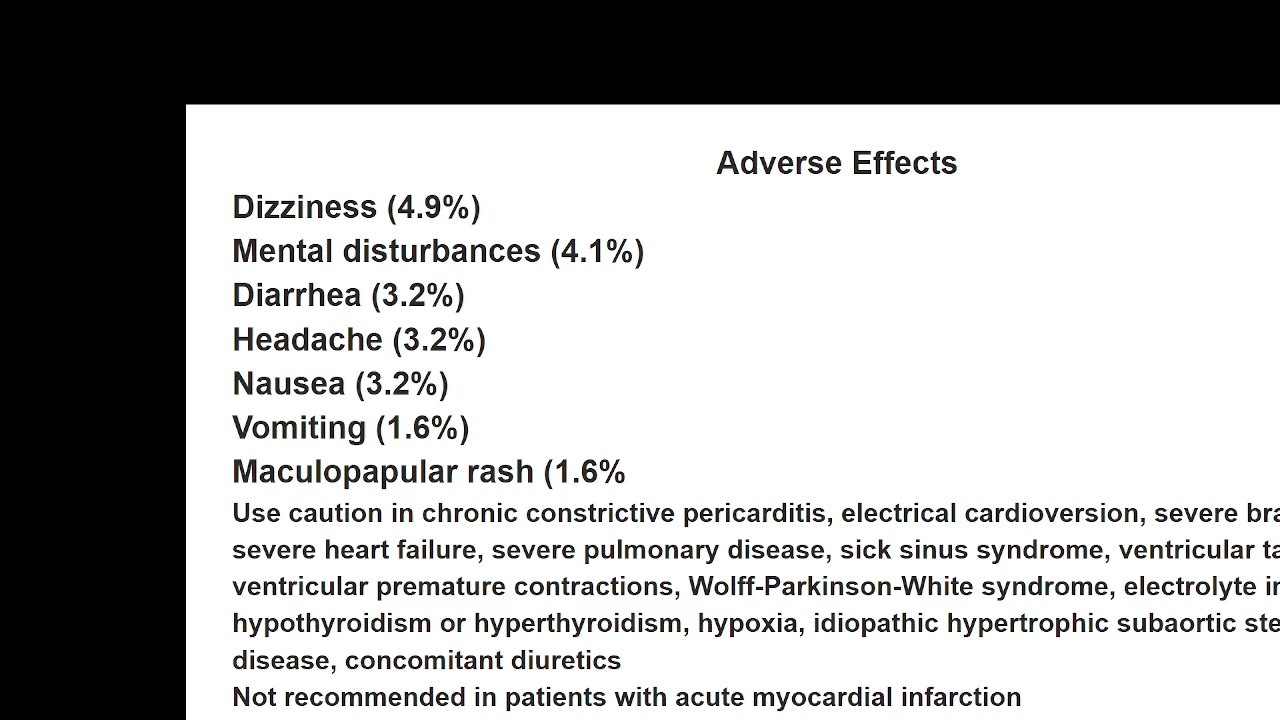 Adverse Effects
Dizziness (4.9%)
Mental disturbances (4.1%)
Diarrhea (3.2%)
Headache (3.2%)
Nausea (3.2%)
Vomiting (1.6%)
Maculopapular rash (1.6%
Use caution in chronic constrictive pericarditis, electrical cardioversion, severe
severe heart failure, severe pulmonary disease, sick sinus syndrome, ventricular
ventricular premature contractions, Wolff-Parkinson-White syndrome, electrolyte
hypothyroidism or hyperthyroidism, hypoxia, idiopathic hypertrophic subaortic
disease, concomitant diuretics
Not recommended in patients with acute myocardial infarction